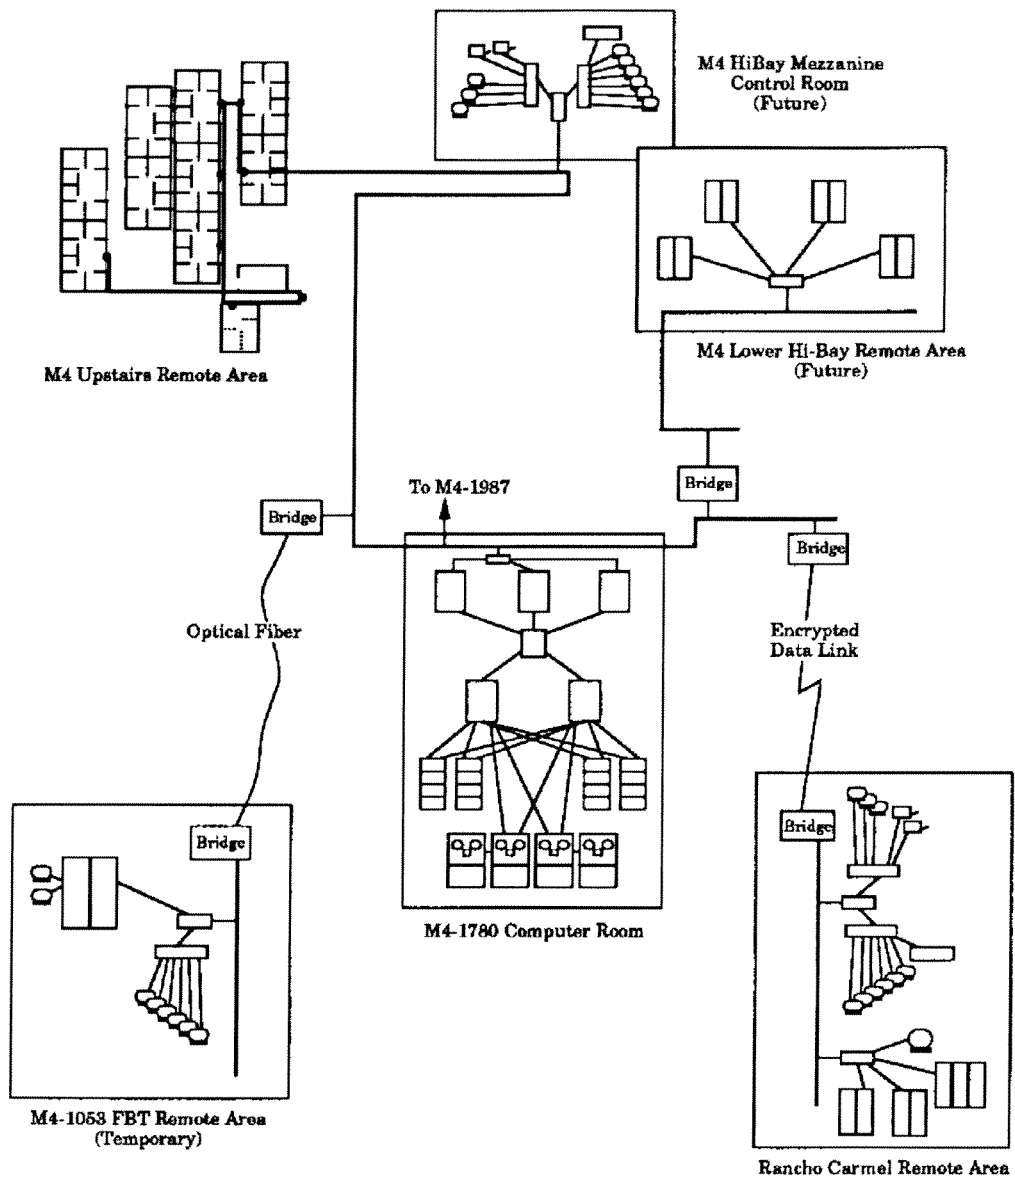 M4 HiBay Mezzanine
Control Room
(Future)
M4 Lower Hi-Bay Remote Area
(Future)
M4 Upstairs Remote Area
To M4-1987
Bridge
Bridge
Bridge
Optical Fiber
Encrypted
Data Link
Bridge
Bridge
M4-1780 Computer Room
M4-1053 FBT Remote Area
(Temporary)
Rancho Carmel Remote Area